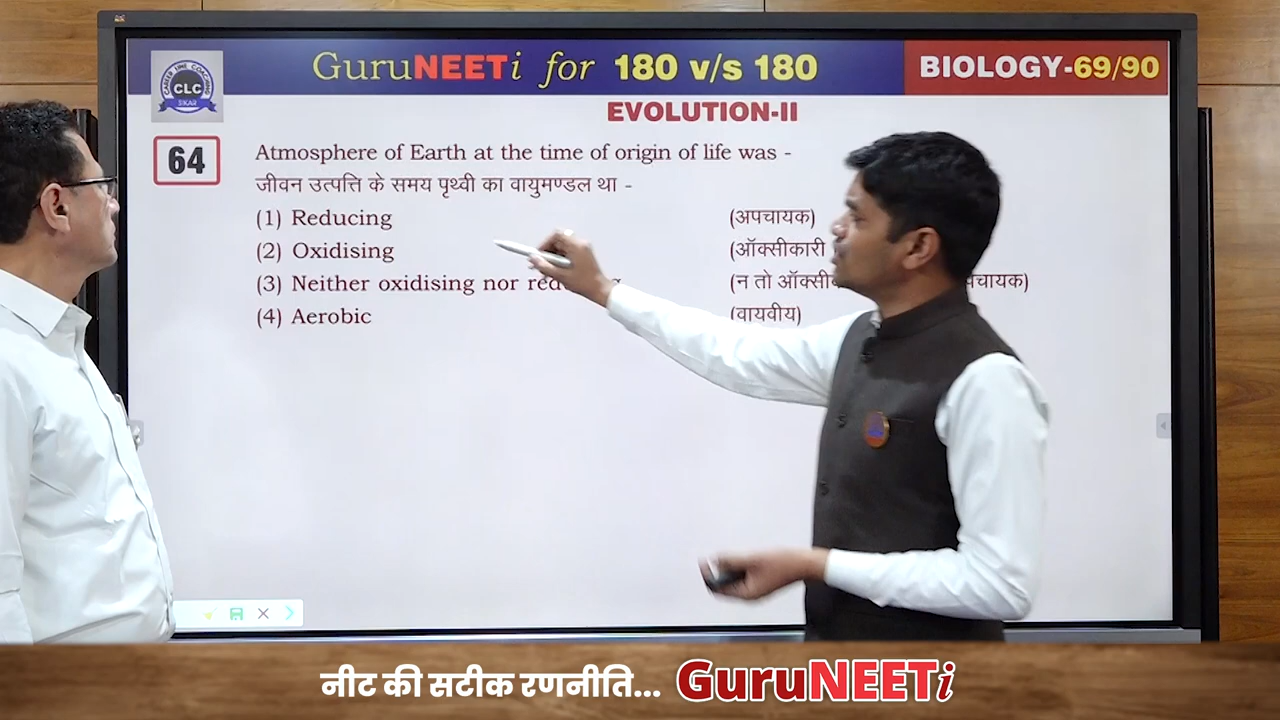 GuruNEETi for 180 v/s 180
BIOLOGY-69/90
CLC
SIKAR
EVOLUTION-II
64
Atmosphere of Earth at the time of origin of life was -
जीवन उत्पत्ति के समय पृथ्वी का वायुमण्डल था -
(1) Reducing (अपचायक)
(2) Oxidising (ऑक्सीकारी
(3) Neither oxidising nor (न तो
(4) Aerobic (वायवीय)
नीट की सटीक रणनीति... GuruNEETi